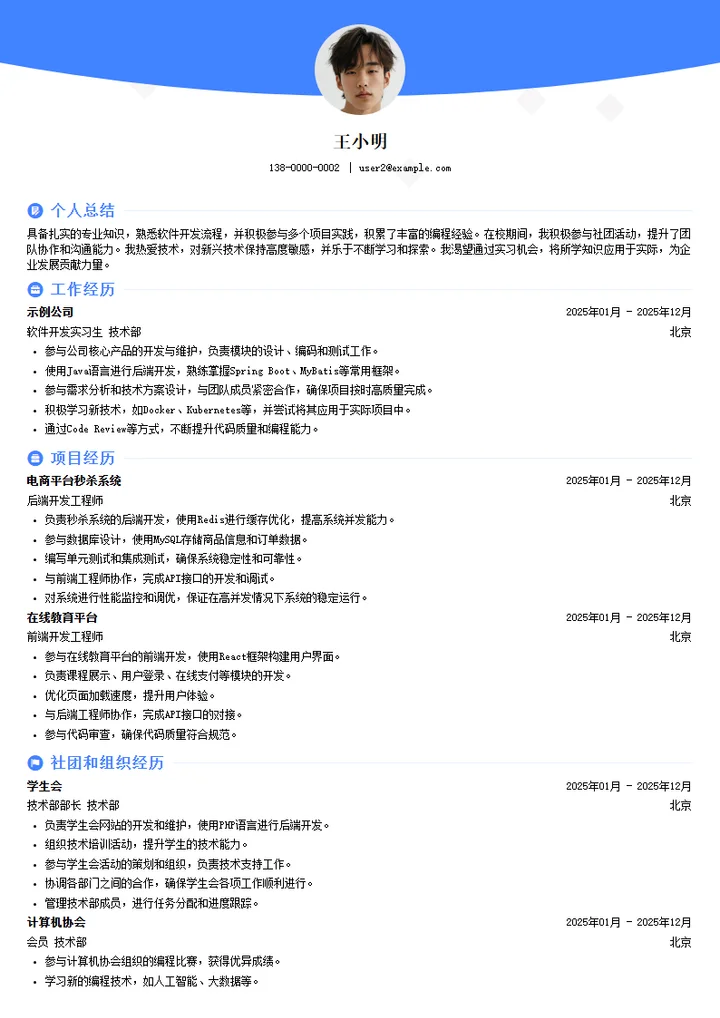 王小明
138-0000-0002 | user2@example.com
个人总结
具备扎实的专业知识，熟悉软件开发流程，并积极参与多个项目实践，积累了丰富的编程经验。在校期间，我积极参与社团活动，提升了团
队协作和沟通能力。我热爱技术，对新兴技术保持高度敏感，并乐于不断学习和探索。我渴望通过实习机会，将所学知识应用于实际，为企
业发展贡献力量。
工作经历
示例公司 2025年01月 - 2025年12月
软件开发实习生 技术部 北京
• 参与公司核心产品的开发与维护，负责模块的设计、编码和测试工作。
• 使用Java语言进行后端开发，熟练掌握Spring Boot、MyBatis等常用框架。
• 参与需求分析和技术方案设计，与团队成员紧密合作，确保项目按时高质量完成。
• 积极学习新技术，如Docker、Kubernetes等，并尝试将其应用于实际项目中。
• 通过Code Review等方式，不断提升代码质量和编程能力。
项目经历
电商平台秒杀系统 2025年01月 - 2025年12月
后端开发工程师 北京
• 负责秒杀系统的后端开发，使用Redis进行缓存优化，提高系统并发能力。
• 参与数据库设计，使用MySQL存储商品信息和订单数据。
• 编写单元测试和集成测试，确保系统稳定性和可靠性。
• 与前端工程师协作，完成API接口的开发和调试。
• 对系统进行性能监控和调优，保证在高并发情况下系统的稳定运行。
在线教育平台 2025年01月 - 2025年12月
前端开发工程师 北京
• 参与在线教育平台的前端开发，使用React框架构建用户界面。
• 负责课程展示、用户登录、在线支付等模块的开发。
• 优化页面加载速度，提升用户体验。
• 与后端工程师协作，完成API接口的对接。
• 参与代码审查，确保代码质量符合规范。
社团和组织经历
学生会 2025年01月 - 2025年12月
技术部部长 技术部 北京
• 负责学生会网站的开发和维护，使用PHP语言进行后端开发。
• 组织技术培训活动，提升学生的技术能力。
• 参与学生会活动的策划和组织，负责技术支持工作。
• 协调各部门之间的合作，确保学生会各项工作顺利进行。
• 管理技术部成员，进行任务分配和进度跟踪。
计算机协会 2025年01月 - 2025年12月
会员 技术部 北京
• 参与计算机协会组织的编程比赛，获得优异成绩。
• 学习新的编程技术，如人工智能、大数据等。